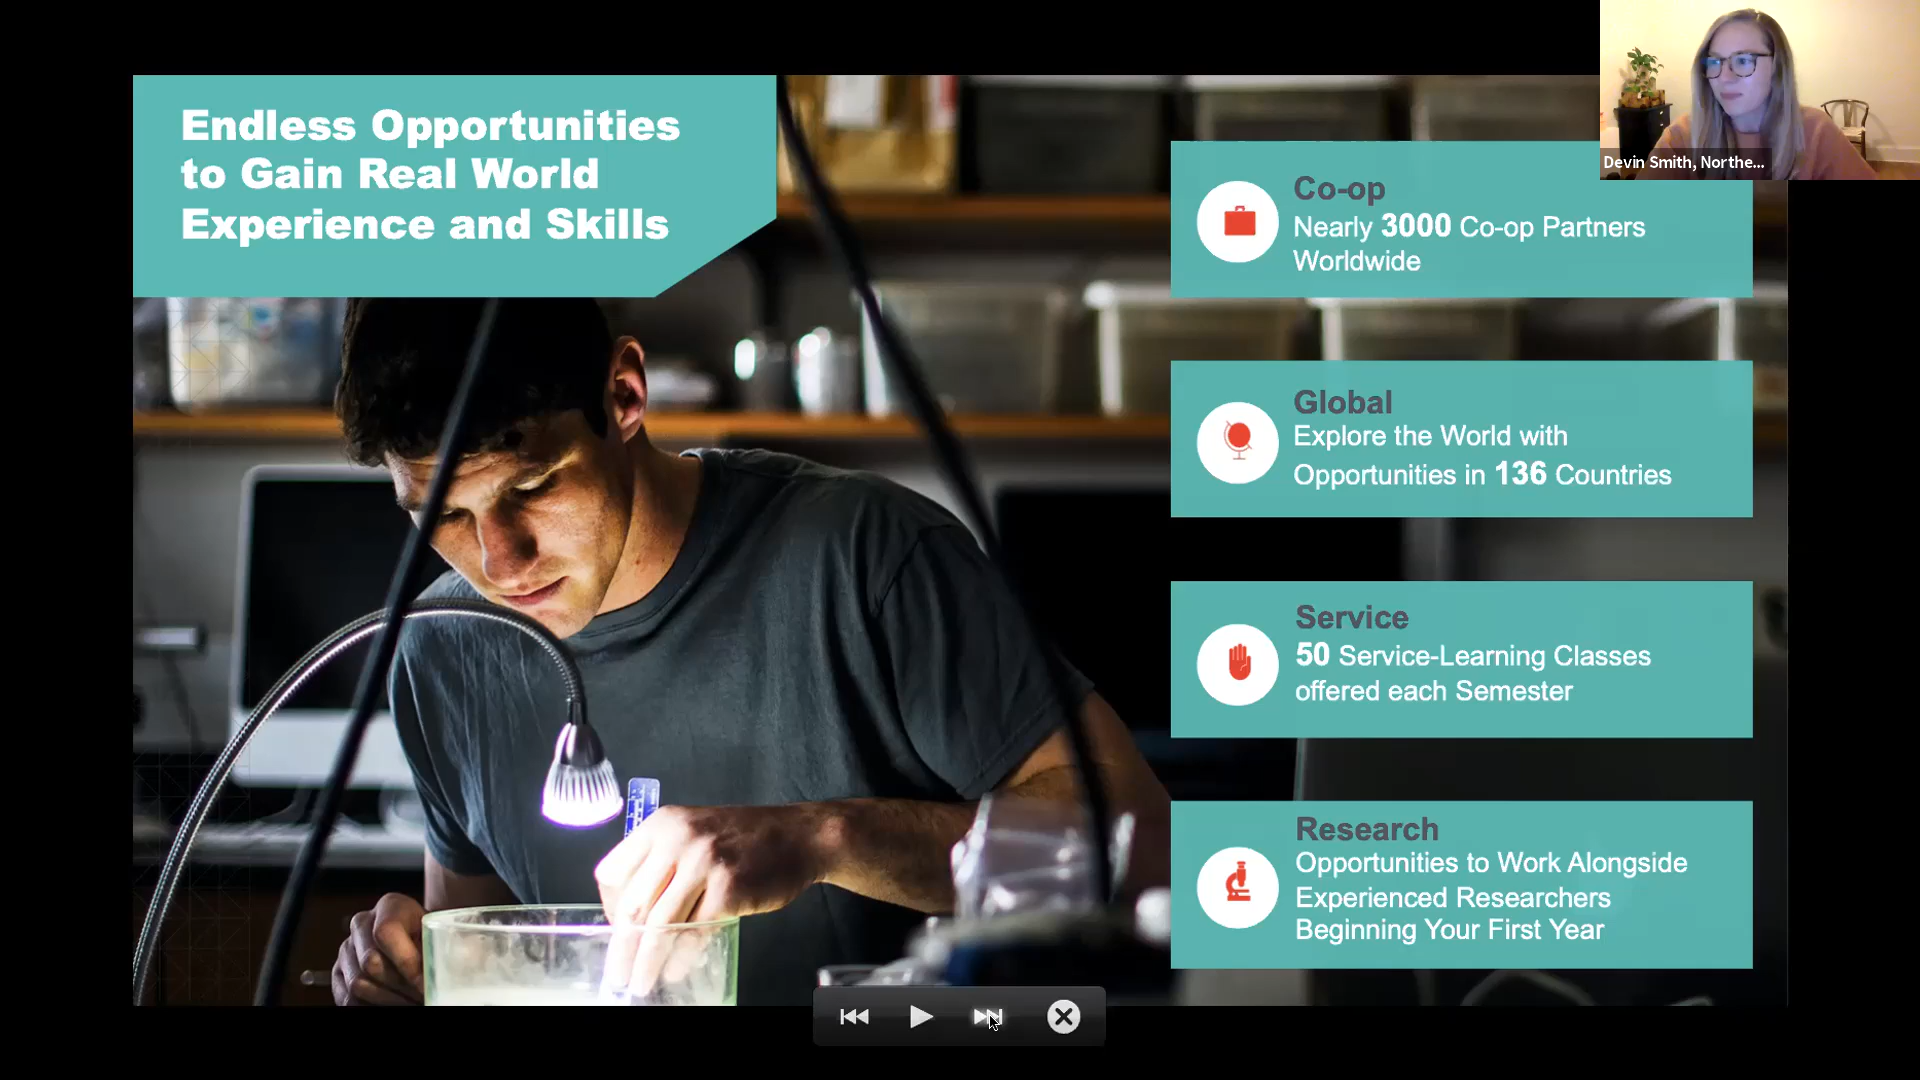 Endless Opportunities
to Gain Real World
Experience and Skills
Devin Smith, Northe...
Co-op
Nearly 3000 Co-op Partners
Worldwide
Global
Explore the World with
Opportunities in 136 Countries
Service
50 Service-Learning Classes
offered each Semester
Research
Opportunities to Work Alongside
Experienced Researchers
Beginning Your First Year